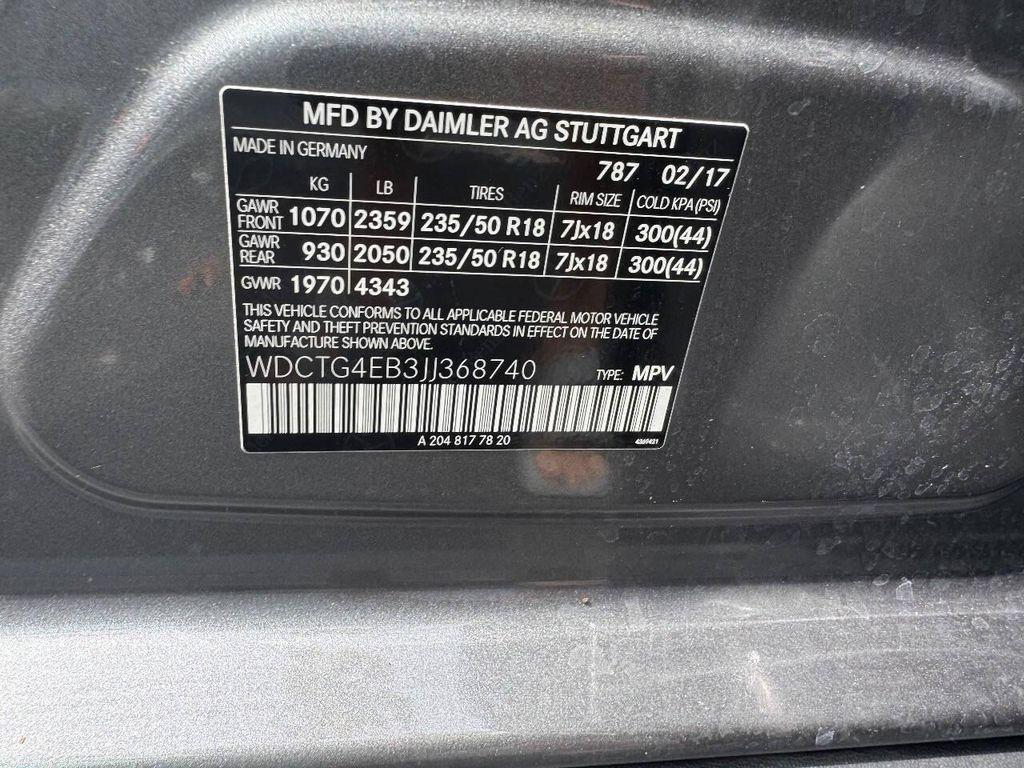 MFD BY DAIMLER AG STUTTGART
MADE IN GERMANY
787 02/17
KG LB TIRES RIM SIZE COLD KPA (PSI)
GAWR FRONT 1070 2359 235/50 R18 7Jx18 300(44)
GAWR REAR 930 2050 235/50 R18 7Jx18 300(44)
GVWR 1970 4343
THIS VEHICLE CONFORMS TO ALL APPLICABLE FEDERAL MOTOR VEHICLE
SAFETY AND THEFT PREVENTION STANDARDS IN EFFECT ON THE DATE OF
MANUFACTURE SHOWN ABOVE.
WDCTG4EB3JJ368740 TYPE: MPV
A 204 817 78 20